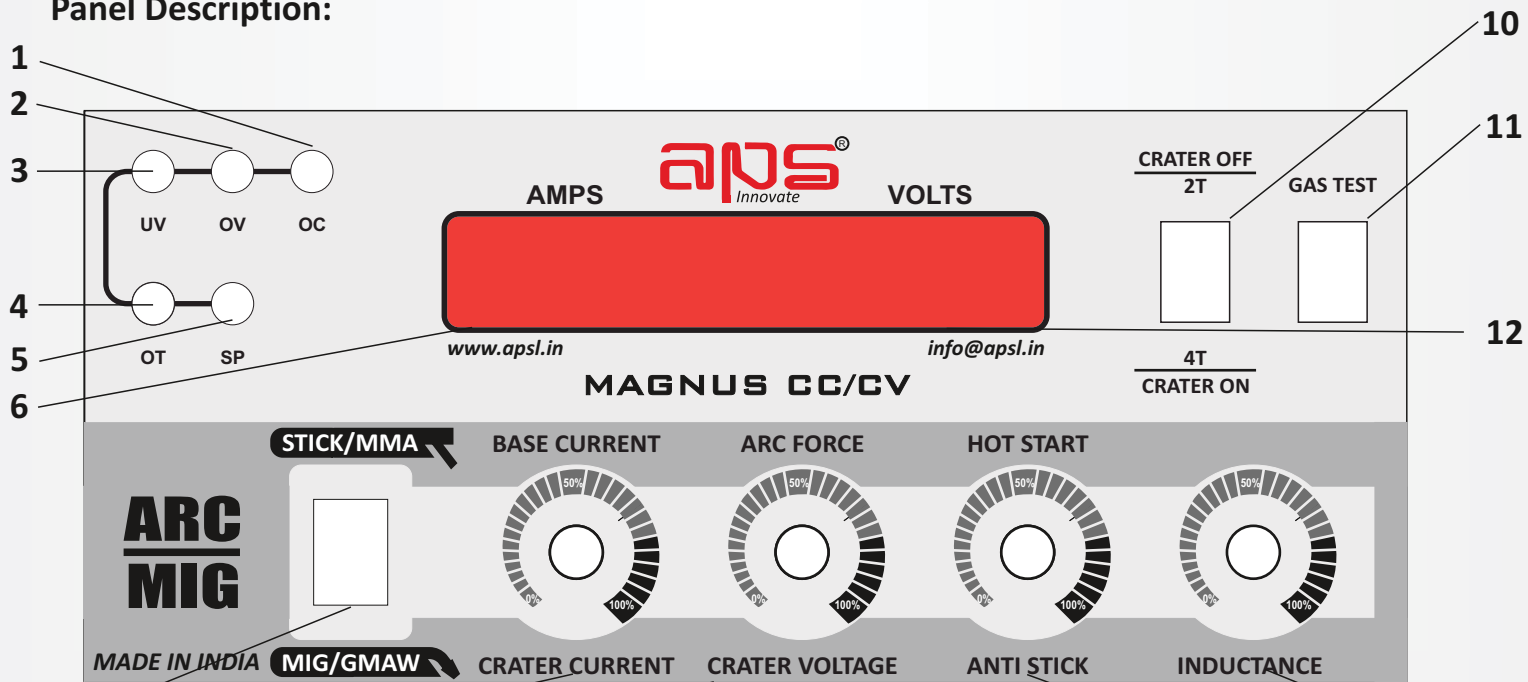 Panel Description:
1
2
3
4
5
6
10
11
12
UV
OV
OC
OT
SP
aps®
Innovate
AMPS
VOLTS
www.apsl.in
info@apsl.in
MAGNUS CC/CV
CRATER OFF
2T
4T
CRATER ON
GAS TEST
ARC
MIG
MADE IN INDIA
STICK/MMA
MIG/GMAW
BASE CURRENT
0%
50%
100%
CRATER CURRENT
ARC FORCE
0%
50%
100%
CRATER VOLTAGE
HOT START
0%
50%
100%
ANTI STICK
0%
50%
100%
INDUCTANCE